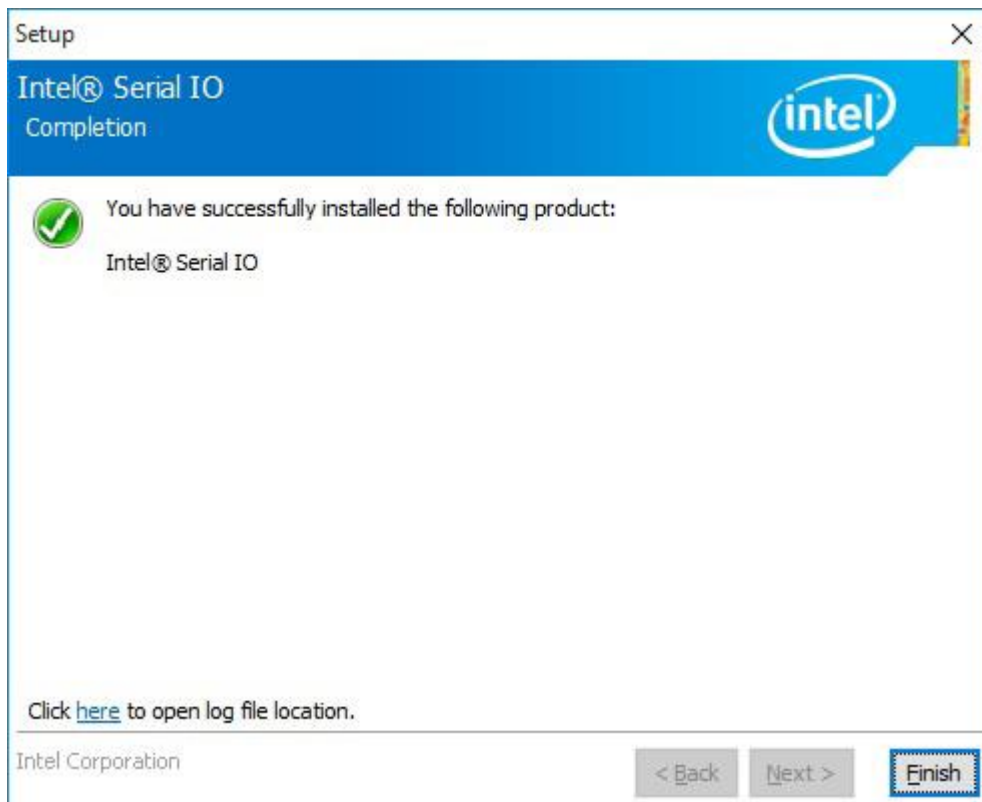 Setup
Intel® Serial IO
Completion
intel
You have successfully installed the following product:
Intel® Serial IO
Click here to open log file location.
Intel Corporation
< Back
Next >
Finish